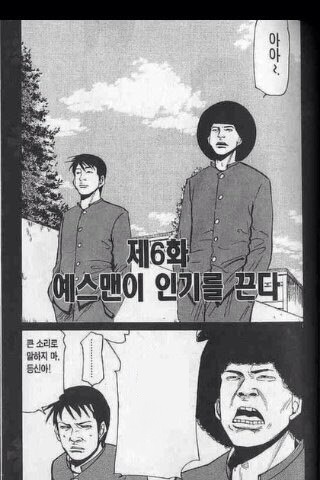 아아~.
제6화
예스맨이 인기를 끈다
………
큰 소리로
말하지 마,
등신아!